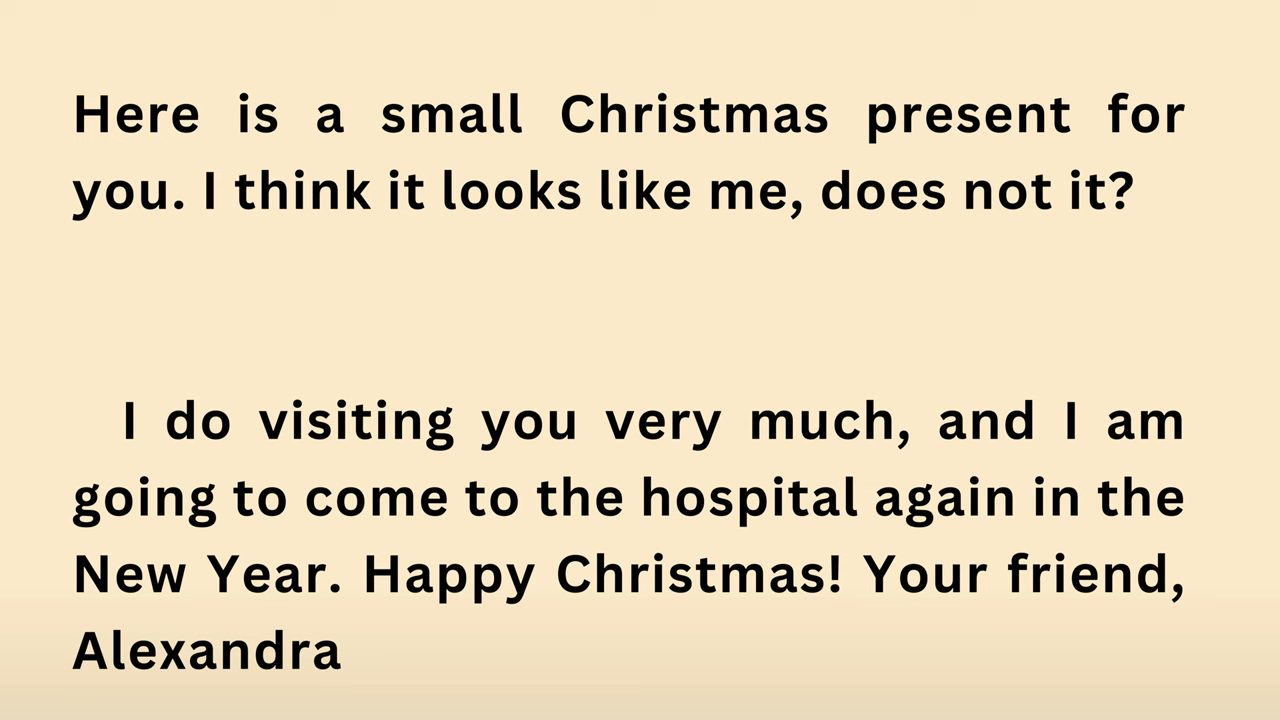 Here is a small Christmas present for
you. I think it looks like me, does not it?
I do visiting you very much, and I am
going to come to the hospital again in the
New Year. Happy Christmas! Your friend,
Alexandra